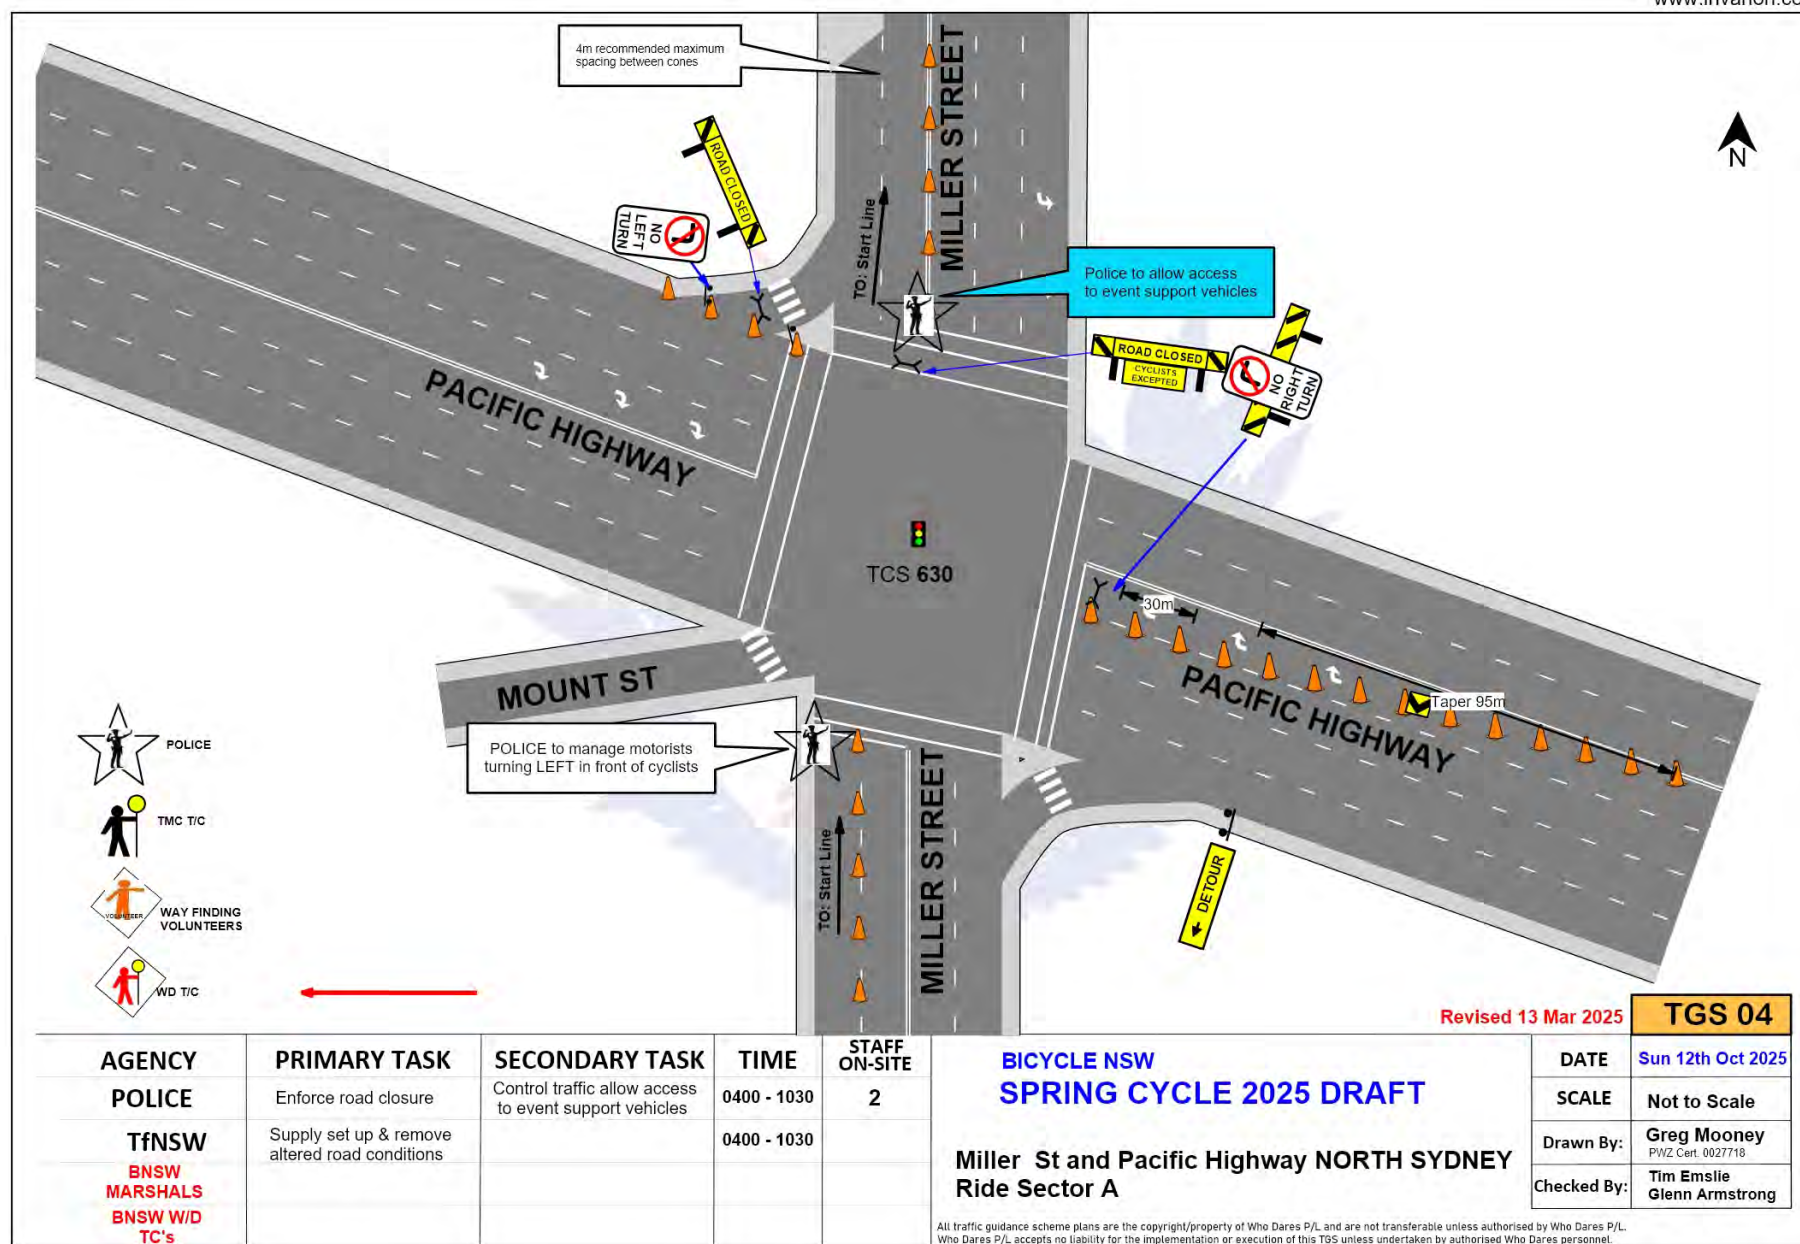 4m recommended maximum
spacing between cones
MILLER STREET
N
ROAD CLOSED
NO
LEFT
TURN
TO: Start Line
Police to allow access
to event support vehicles
ROAD CLOSED
CYCLISTS
EXCEPTED
NO
RIGHT
TURN
PACIFIC HIGHWAY
TCS 630
30m
Taper 95m
PACIFIC HIGHWAY
MOUNT ST
POLICE to manage motorists
turning LEFT in front of cyclists
MILLER STREET
TO: Start Line
DETOUR
POLICE
TMC T/C
VOLUNTEER
WAY FINDING
VOLUNTEERS
WD T/C
Revised 13 Mar 2025
TGS 04
AGENCY PRIMARY TASK SECONDARY TASK TIME STAFF
ON-SITE
POLICE Enforce road closure Control traffic allow access
to event support vehicles 0400 - 1030 2
TfNSW Supply set up & remove
altered road conditions 0400 - 1030
BNSW
MARSHALS
BNSW W/D
TC's
BICYCLE NSW
SPRING CYCLE 2025 DRAFT
Miller St and Pacific Highway NORTH SYDNEY
Ride Sector A
DATE Sun 12th Oct 2025
SCALE Not to Scale
Drawn By: Greg Mooney
PWZ Cert. 0027718
Checked By: Tim Emslie
Glenn Armstrong
All traffic guidance scheme plans are the copyright/property of Who Dares P/L and are not transferable unless authorised by Who Dares P/L.
Who Dares P/L accepts no liability for the implementation or execution of this TGS unless undertaken by authorised Who Dares personnel.